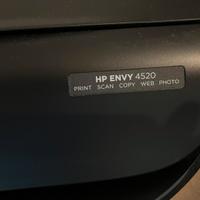 HP ENVY 4520
PRINT SCAN COPY WEB PHOTO